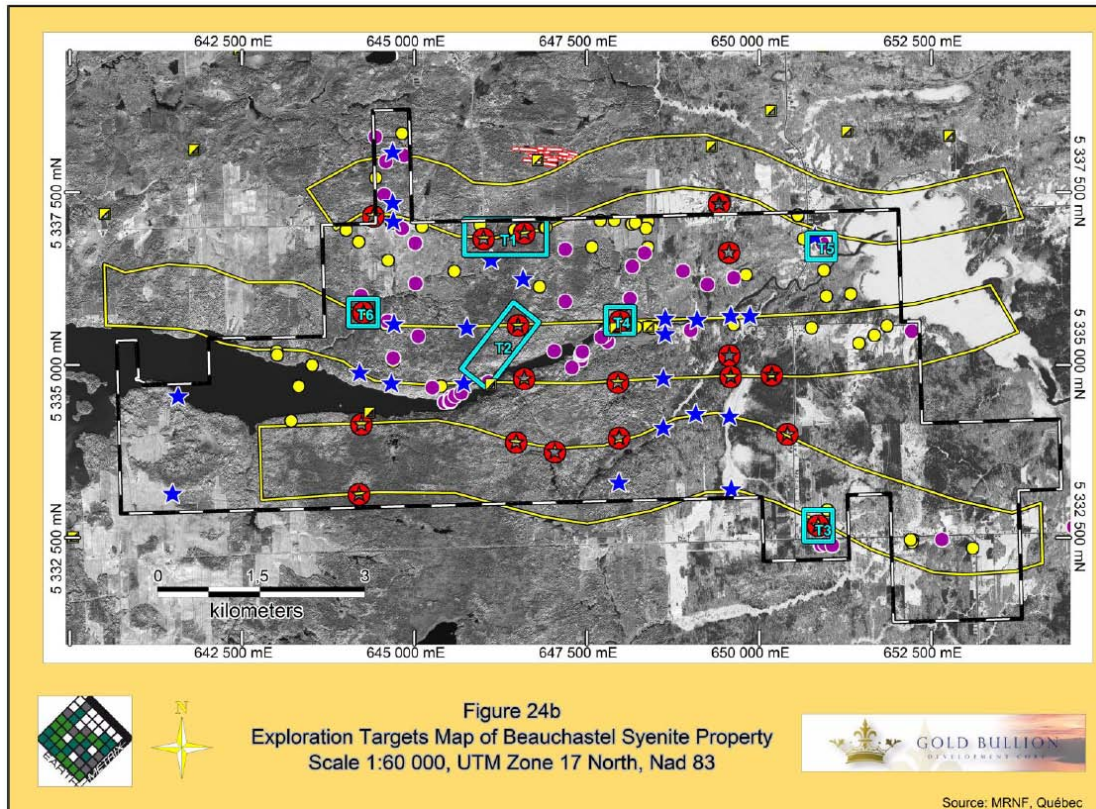 642 500 mE 645 000 mE 647 500 mE 650 000 mE 652 500 mE
5 337 500 mN
5 335 000 mN
5 332 500 mN
5 337 500 mN
5 335 000 mN
5 332 500 mN
T1
T5
T6
T4
T2
T3
0 1,5 3
kilometers
642 500 mE 645 000 mE 647 500 mE 650 000 mE 652 500 mE
N
EARTH METRIX
Figure 24b
Exploration Targets Map of Beauchastel Syenite Property
Scale 1:60 000, UTM Zone 17 North, Nad 83
GOLD BULLION
DEVELOPMENT CORP
Source: MRNF, Québec